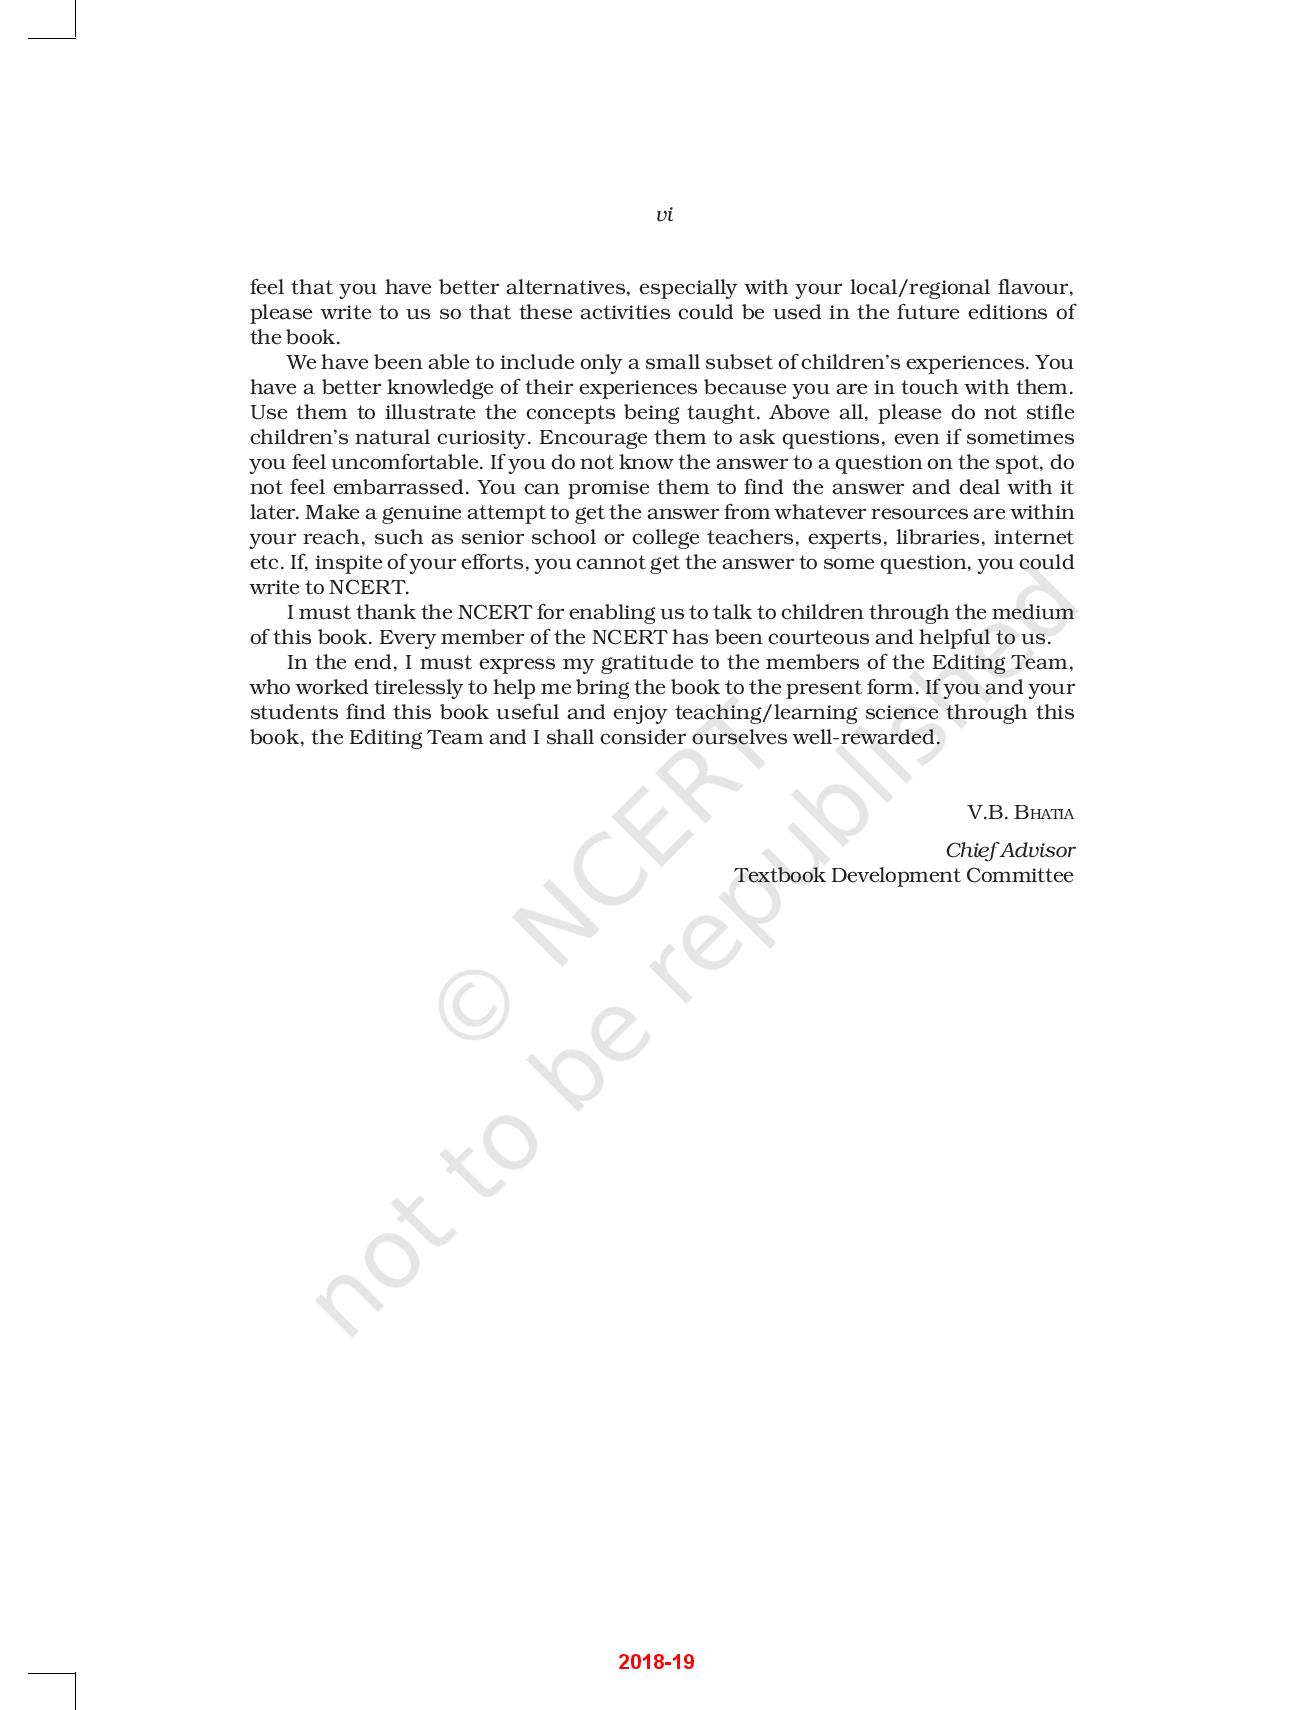 vi
feel that you have better alternatives, especially with your local/regional flavour,
please write to us so that these activities could be used in the future editions of
the book.
We have been able to include only a small subset of children’s experiences. You
have a better knowledge of their experiences because you are in touch with them.
Use them to illustrate the concepts being taught. Above all, please do not stifle
children’s natural curiosity. Encourage them to ask questions, even if sometimes
you feel uncomfortable. If you do not know the answer to a question on the spot, do
not feel embarrassed. You can promise them to find the answer and deal with it
later. Make a genuine attempt to get the answer from whatever resources are within
your reach, such as senior school or college teachers, experts, libraries, internet
etc. If, inspite of your efforts, you cannot get the answer to some question, you could
write to NCERT.
I must thank the NCERT for enabling us to talk to children through the medium
of this book. Every member of the NCERT has been courteous and helpful to us.
In the end, I must express my gratitude to the members of the Editing Team,
who worked tirelessly to help me bring the book to the present form. If you and your
students find this book useful and enjoy teaching/learning science through this
book, the Editing Team and I shall consider ourselves well-rewarded.
V.B. BHATIA
Chief Advisor
Textbook Development Committee
© NCERT
not to be republished
2018-19